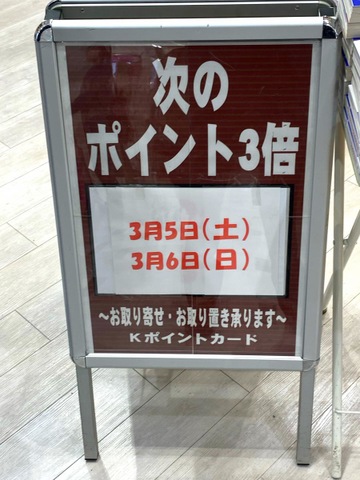 次の
ポイント3倍
3月5日(土)
3月6日(日)
～お取り寄せ・お取り置き承ります～
Kポイントカード